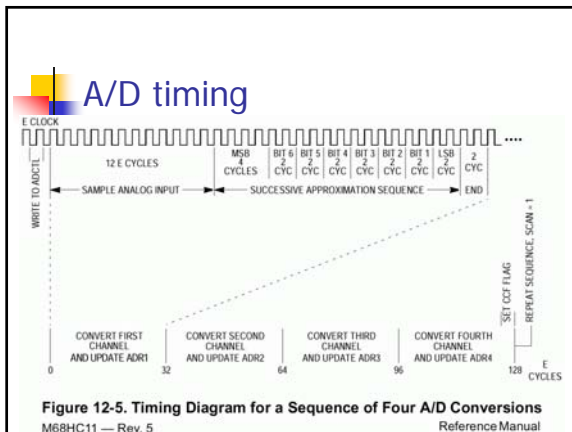 A/D timing
E CLOCK
WRITE TO ADCTL
12 E CYCLES
MSB
4
CYCLES
BIT 6
2
CYC
BIT 5
2
CYC
BIT 4
2
CYC
BIT 3
2
CYC
BIT 2
2
CYC
BIT 1
2
CYC
LSB
2
CYC
2
CYC
SAMPLE ANALOG INPUT
SUCCESSIVE APPROXIMATION SEQUENCE
END
SET CCF FLAG
REPEAT SEQUENCE, SCAN = 1
CONVERT FIRST
CHANNEL
AND UPDATE ADR1
CONVERT SECOND
CHANNEL
AND UPDATE ADR2
CONVERT THIRD
CHANNEL
AND UPDATE ADR3
CONVERT FOURTH
CHANNEL
AND UPDATE ADR4
0
32
64
96
128
E
CYCLES
Figure 12-5. Timing Diagram for a Sequence of Four A/D Conversions
M68HC11 — Rev. 5
Reference Manual